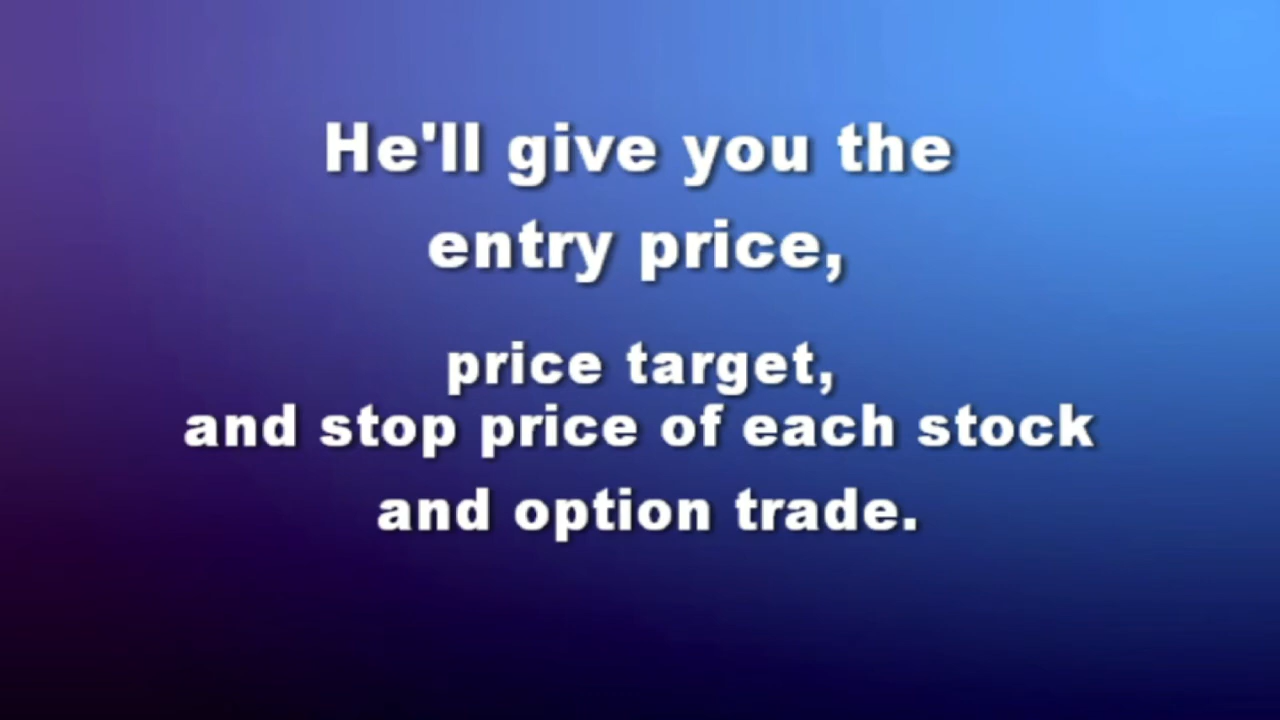 He'll give you the
entry price,
price target,
and stop price of each stock
and option trade.